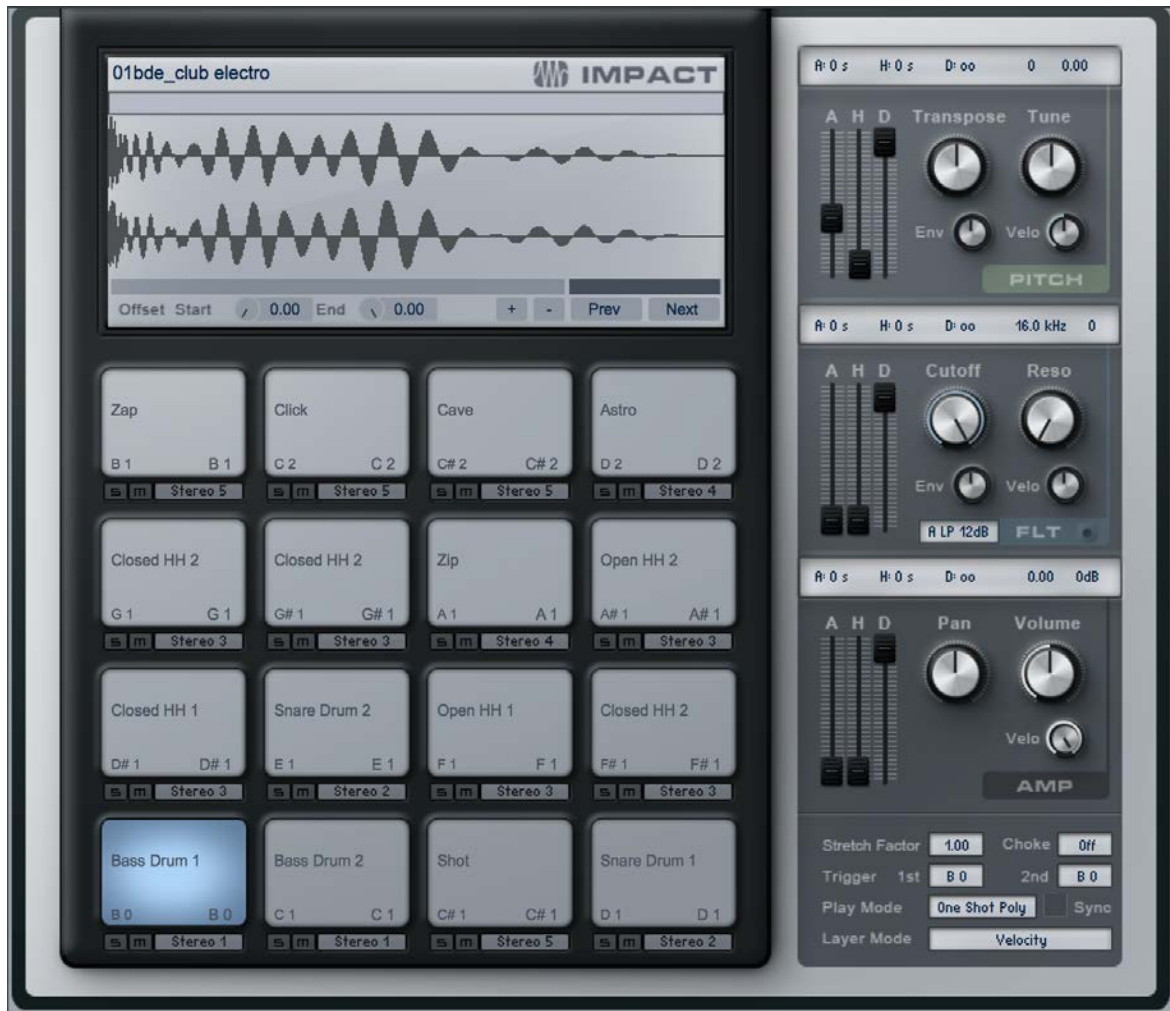 01bde_club electro
IMPACT
Offset Start 0.00 End 0.00 + - Prev Next
Zap
B 1 B 1
s m Stereo 5
Click
C 2 C 2
s m Stereo 5
Cave
C# 2 C# 2
s m Stereo 5
Astro
D 2 D 2
s m Stereo 4
Closed HH 2
G 1 G 1
s m Stereo 3
Closed HH 2
G# 1 G# 1
s m Stereo 3
Zip
A 1 A 1
s m Stereo 4
Open HH 2
A# 1 A# 1
s m Stereo 3
Closed HH 1
D# 1 D# 1
s m Stereo 3
Snare Drum 2
E 1 E 1
s m Stereo 2
Open HH 1
F 1 F 1
s m Stereo 3
Closed HH 2
F# 1 F# 1
s m Stereo 3
Bass Drum 1
B 0 B 0
s m Stereo 1
Bass Drum 2
C 1 C 1
s m Stereo 1
Shot
C# 1 C# 1
s m Stereo 5
Snare Drum 1
D 1 D 1
s m Stereo 2
A: 0 s H: 0 s D: oo 0 0.00
A H D Transpose Tune
Env Velo
PITCH
A: 0 s H: 0 s D: oo 16.0 kHz 0
A H D Cutoff Reso
Env Velo
A LP 12dB FLT
A: 0 s H: 0 s D: oo 0.00 0dB
A H D Pan Volume
Velo
AMP
Stretch Factor 1.00 Choke Off
Trigger 1st B 0 2nd B 0
Play Mode One Shot Poly Sync
Layer Mode Velocity